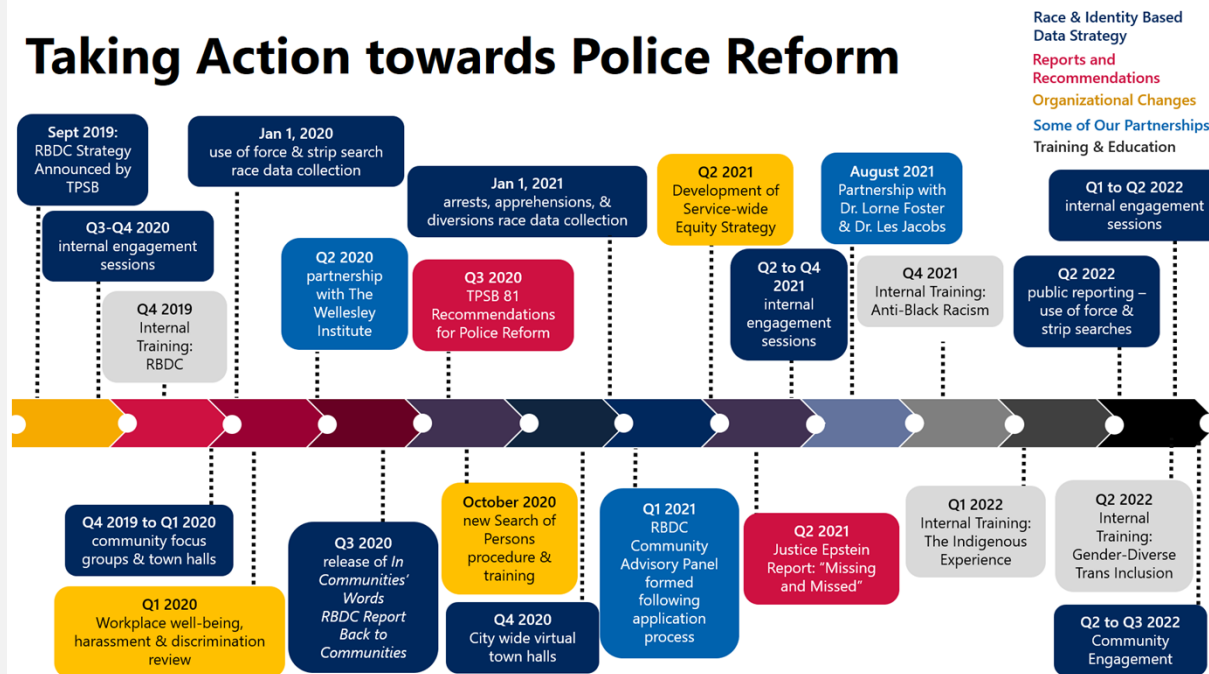 Taking Action towards Police Reform
Race & Identity Based
Data Strategy
Reports and
Recommendations
Organizational Changes
Some of Our Partnerships
Training & Education
Sept 2019:
RBDC Strategy
Announced by
TPSB
Q3-Q4 2020
internal engagement
sessions
Q4 2019
Internal
Training:
RBDC
Jan 1, 2020
use of force & strip search
race data collection
Q2 2020
partnership
with The
Wellesley
Institute
Jan 1, 2021
arrests, apprehensions, &
diversions race data collection
Q3 2020
TPSB 81
Recommendations
for Police Reform
Q2 2021
Development of
Service-wide
Equity Strategy
Q2 to Q4
2021
internal
engagement
sessions
August 2021
Partnership with
Dr. Lorne Foster
& Dr. Les Jacobs
Q4 2021
Internal Training:
Anti-Black Racism
Q1 to Q2 2022
internal engagement
sessions
Q2 2022
public reporting –
use of force &
strip searches
Q4 2019 to Q1 2020
community focus
groups & town halls
Q1 2020
Workplace well-being,
harassment & discrimination
review
Q3 2020
release of In
Communities'
Words
RBDC Report
Back to
Communities
October 2020
new Search of
Persons
procedure &
training
Q4 2020
City wide virtual
town halls
Q1 2021
RBDC
Community
Advisory Panel
formed
following
application
process
Q2 2021
Justice Epstein
Report: "Missing
and Missed"
Q1 2022
Internal Training:
The Indigenous
Experience
Q2 2022
Internal
Training:
Gender-Diverse
Trans Inclusion
Q2 to Q3 2022
Community
Engagement